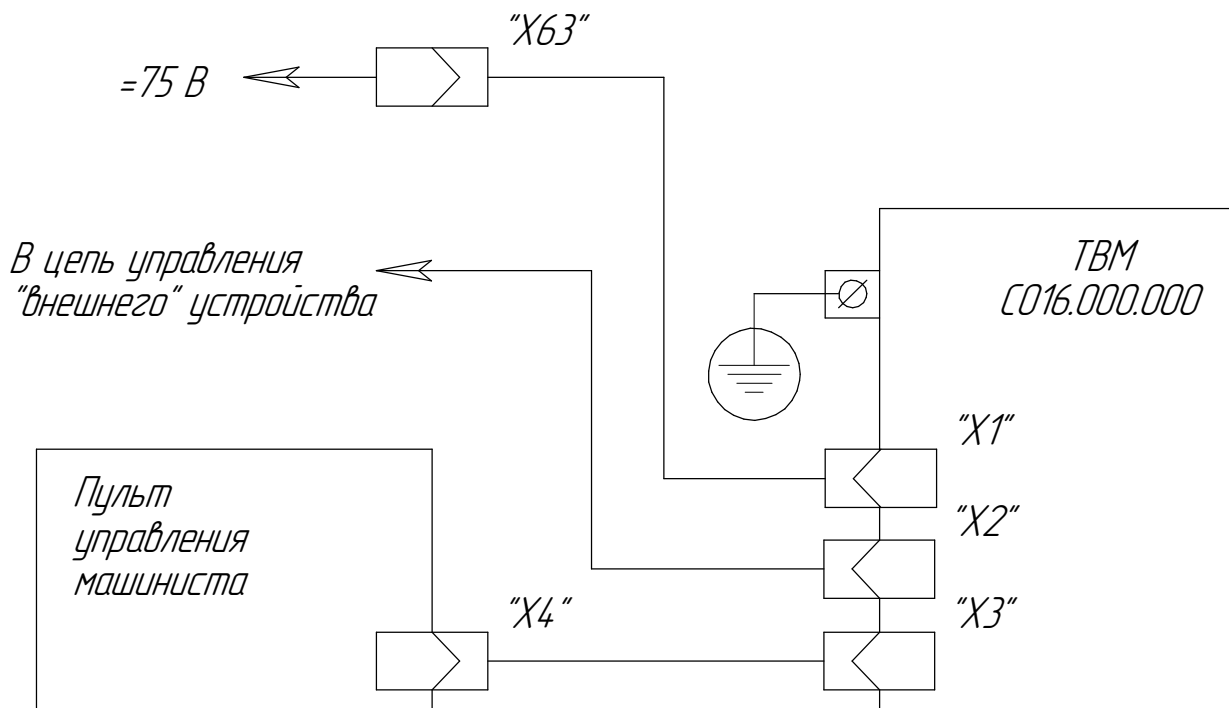 "X63"
=75 В
В цепь управления
"внешнего" устройства
ТВМ
С016.000.000
"X1"
Пульт
управления
машиниста
"X2"
"X4"
"X3"